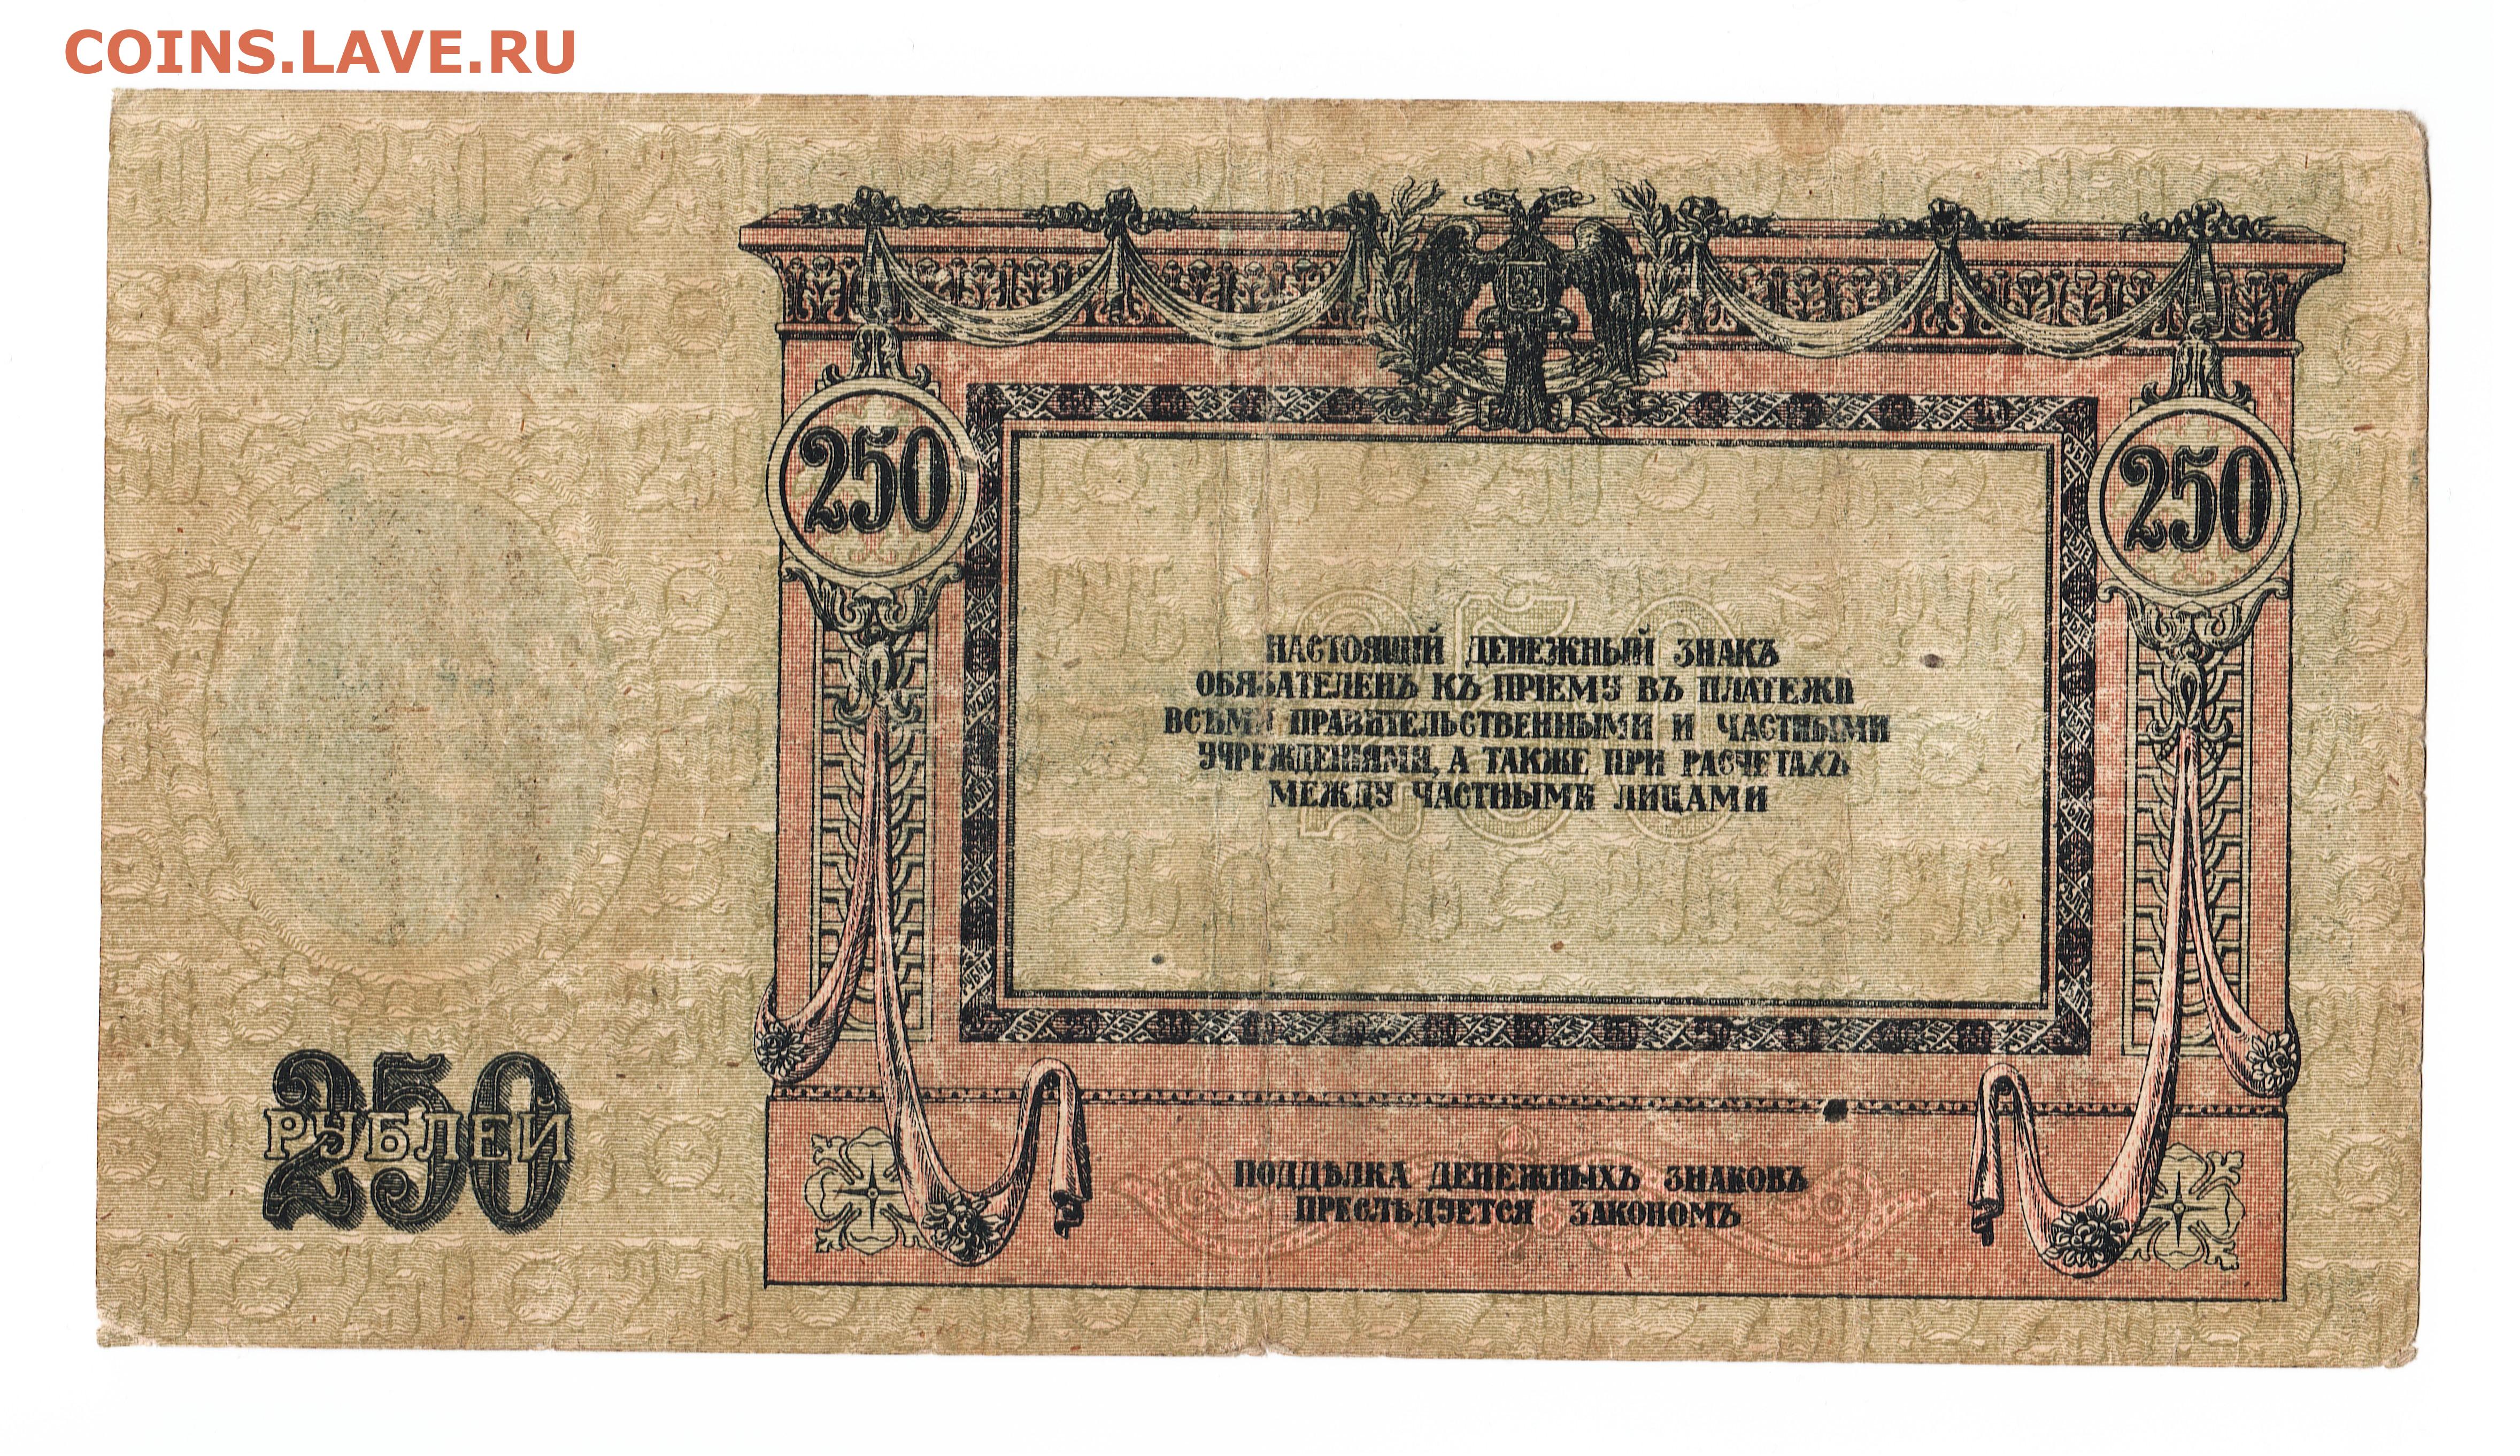 COINS.LAVE.RU
250
250
НАСТОЯЩІЙ ДЕНЕЖНЫЙ ЗНАКЪ
ОБЯЗАТЕЛЕНЪ КЪ ПРІЕМУ ВЪ ПЛАТЕЖИ
ВСѢМИ ПРАВИТЕЛЬСТВЕННЫМИ И ЧАСТНЫМИ
УЧРЕЖДЕНІЯМИ, А ТАКЖЕ ПРИ РАСЧЕТАХЪ
МЕЖДУ ЧАСТНЫМИ ЛИЦАМИ
250
РУБЛЕЙ
ПОДДѢЛКА ДЕНЕЖНЫХЪ ЗНАКОВЪ
ПРЕСЛѢДУЕТСЯ ЗАКОНОМЪ